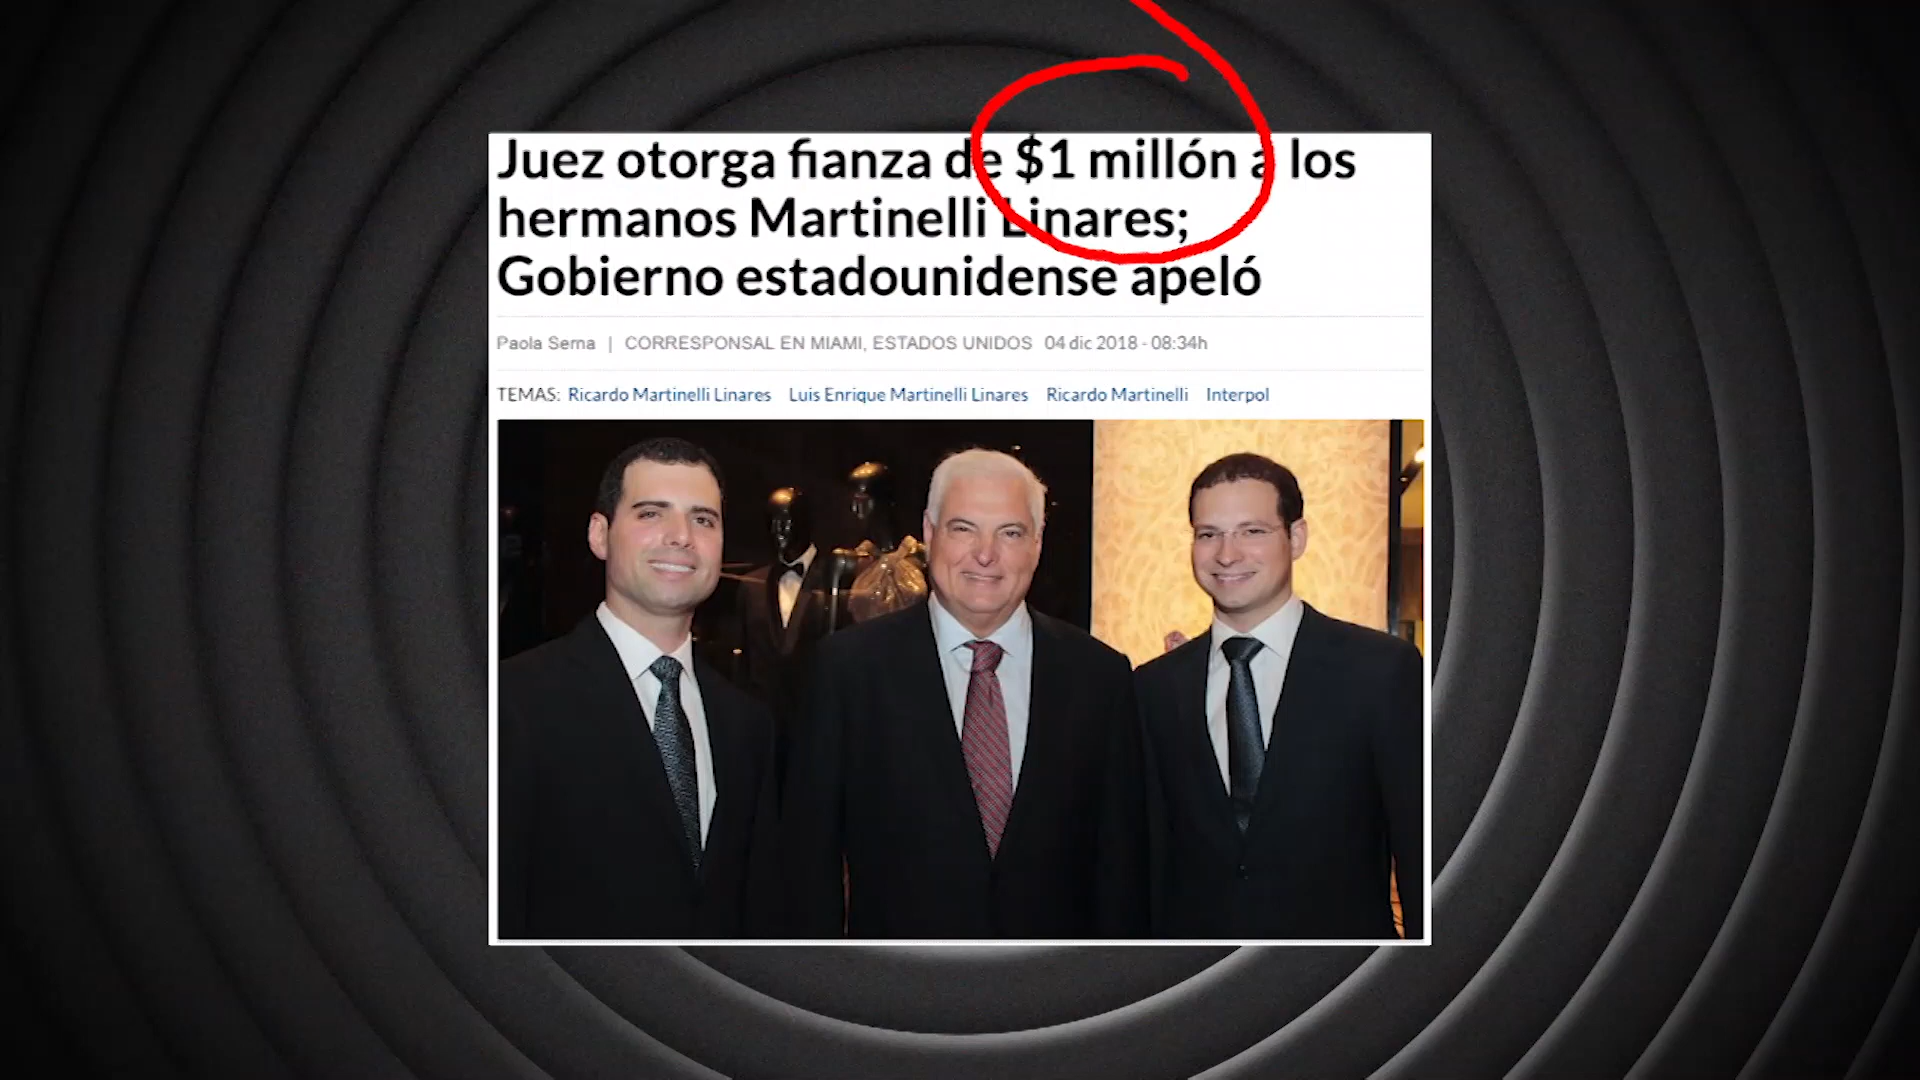 Juez otorga fianza de $1 millón a los
hermanos Martinelli Linares;
Gobierno estadounidense apeló
Paola Serna | CORRESPONSAL EN MIAMI, ESTADOS UNIDOS 04 dic 2018 - 08:34h
TEMAS: Ricardo Martinelli Linares Luis Enrique Martinelli Linares Ricardo Martinelli Interpol